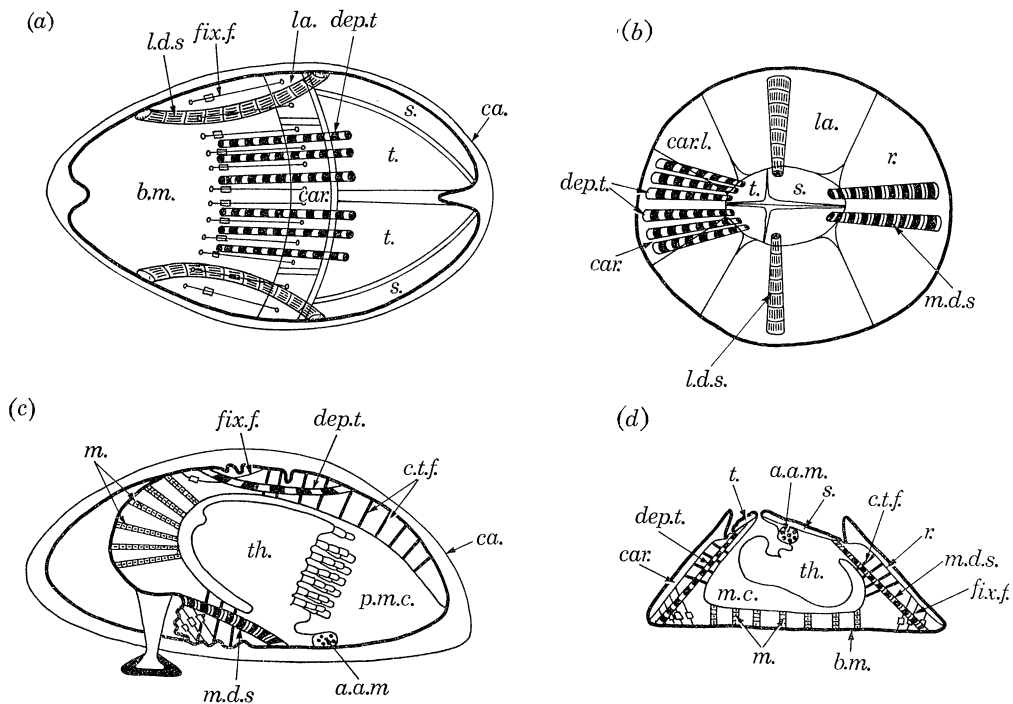 (a)
l.d.s
fix.f.
la.
dep.t
s.
ca.
t.
b.m.
car.
t.
s.
(b)
la.
car.l.
r.
dep.t.
t.
s.
car.
m.d.s
l.d.s.
(c)
fix.f.
dep.t.
m.
c.t.f.
ca.
th.
p.m.c.
m.d.s
a.a.m
(d)
a.a.m.
t.
s.
c.t.f.
dep.t.
r.
car.
th.
m.d.s.
m.c.
fix.f.
m.
b.m.